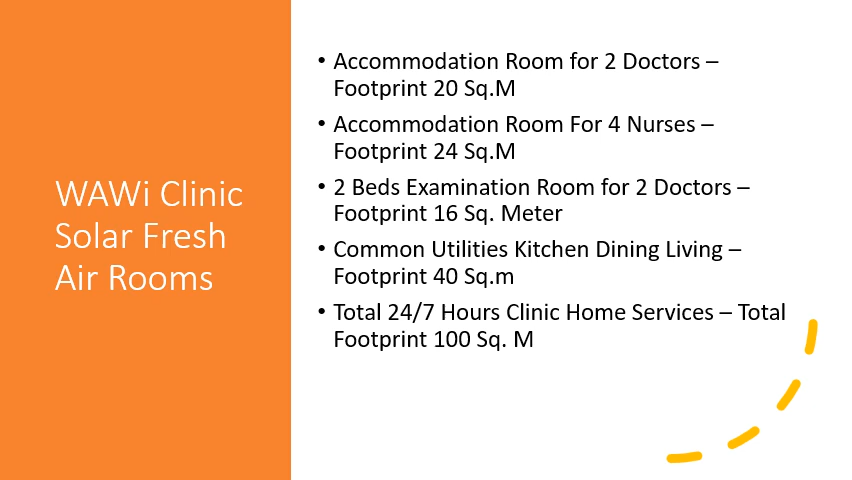 WAWi Clinic
Solar Fresh
Air Rooms
• Accommodation Room for 2 Doctors –
Footprint 20 Sq.M
• Accommodation Room For 4 Nurses –
Footprint 24 Sq.M
• 2 Beds Examination Room for 2 Doctors –
Footprint 16 Sq. Meter
• Common Utilities Kitchen Dining Living –
Footprint 40 Sq.m
• Total 24/7 Hours Clinic Home Services – Total
Footprint 100 Sq. M